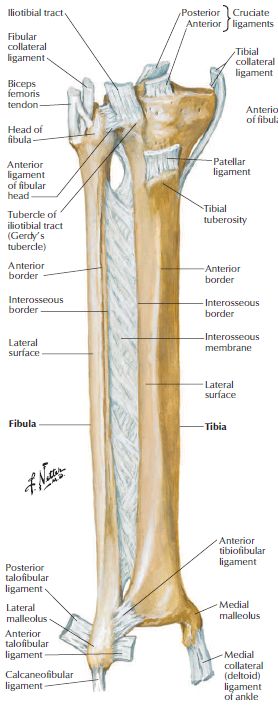 Iliotibial tract
Fibular
collateral
ligament
Biceps
femoris
tendon
Head of
fibula
Anterior
ligament
of fibular
head
Tubercle of
iliotibial tract
(Gerdy's
tubercle)
Anterior
border
Interosseous
border
Lateral
surface
Fibula
F. Netter
M.D.
Posterior
talofibular
ligament
Lateral
malleolus
Anterior
talofibular
ligament
Calcaneofibular
ligament
Posterior
Anterior
Cruciate
ligaments
Tibial
collateral
ligament
Anterio
of fibula
Patellar
ligament
Tibial
tuberosity
Anterior
border
Interosseous
border
Interosseous
membrane
Lateral
surface
Tibia
Anterior
tibiofibular
ligament
Medial
malleolus
Medial
collateral
(deltoid)
ligament
of ankle